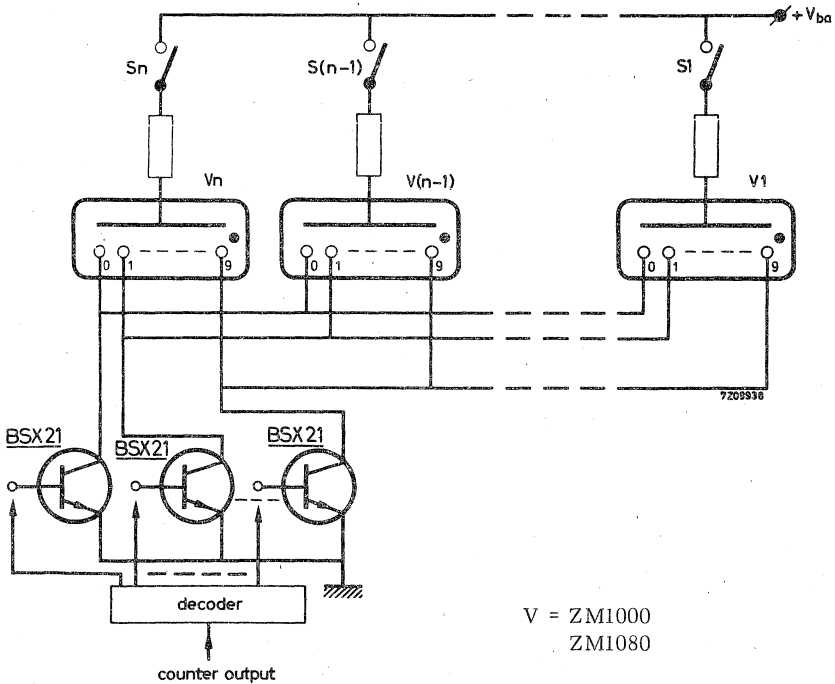 + Vba
Sn
S(n-1)
S1
Vn
V(n-1)
V1
0 1 9
0 1 9
0 1 9
7Z08938
BSX21
BSX21
BSX21
decoder
counter output
V = ZM1000
ZM1080